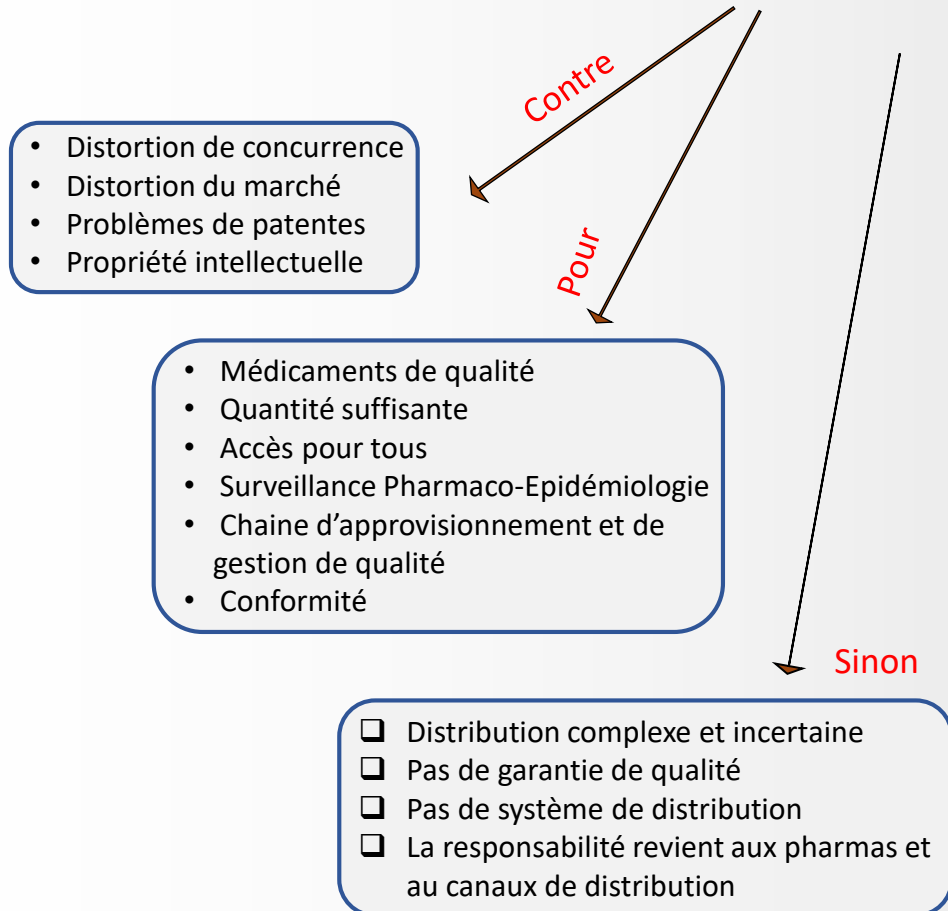 Contre
• Distortion de concurrence
• Distortion du marché
• Problèmes de patentes
• Propriété intellectuelle
Pour
• Médicaments de qualité
• Quantité suffisante
• Accès pour tous
• Surveillance Pharmaco-Epidémiologie
• Chaine d’approvisionnement et de
gestion de qualité
• Conformité
Sinon
❑ Distribution complexe et incertaine
❑ Pas de garantie de qualité
❑ Pas de système de distribution
❑ La responsabilité revient aux pharmas et
au canaux de distribution